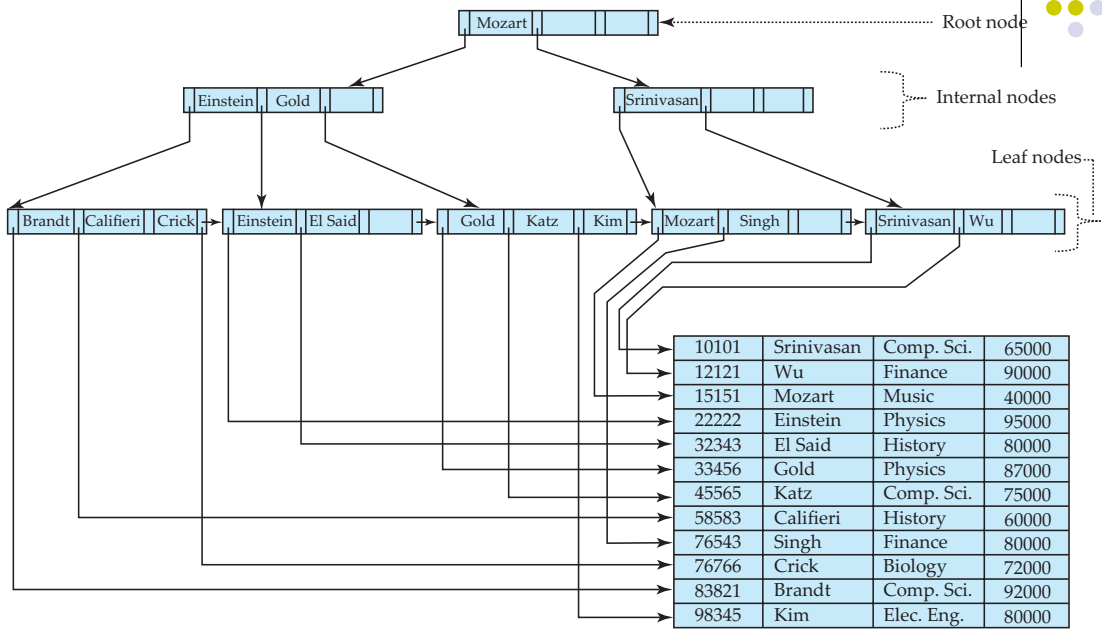 Mozart
Root node
Einstein Gold
Srinivasan
Internal nodes
Leaf nodes
Brandt Califieri Crick
Einstein El Said
Gold Katz Kim
Mozart Singh
Srinivasan Wu
10101 Srinivasan Comp. Sci. 65000
12121 Wu Finance 90000
15151 Mozart Music 40000
22222 Einstein Physics 95000
32343 El Said History 80000
33456 Gold Physics 87000
45565 Katz Comp. Sci. 75000
58583 Califieri History 60000
76543 Singh Finance 80000
76766 Crick Biology 72000
83821 Brandt Comp. Sci. 92000
98345 Kim Elec. Eng. 80000